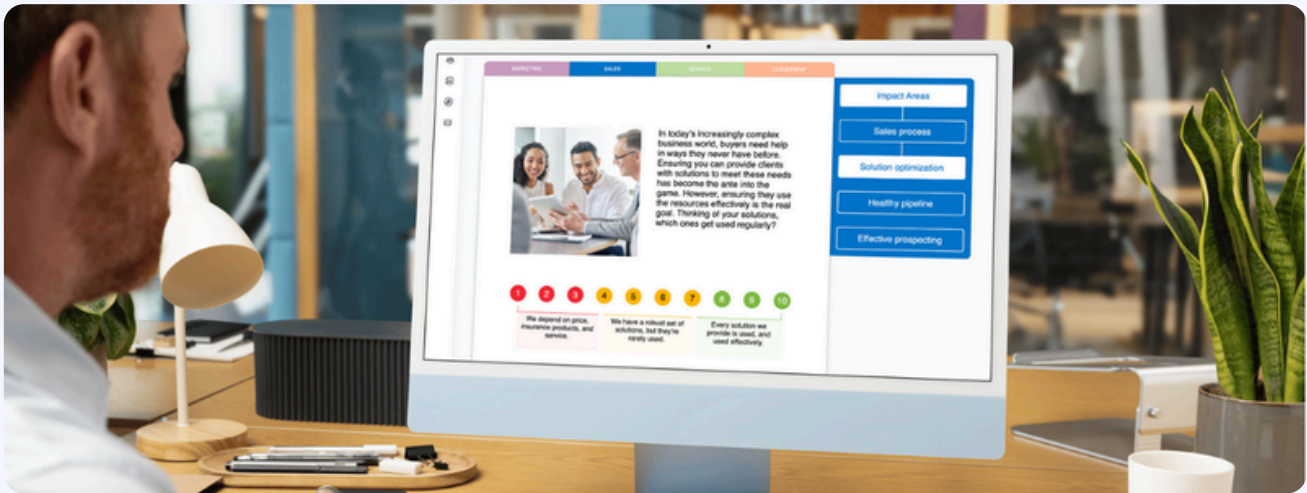 MARKETING
SALES
SERVICE
LEADERSHIP
In today's increasingly complex
business world, buyers need help
in ways they never have before.
Ensuring you can provide clients
with solutions to meet these needs
has become the ante into the
game. However, ensuring they use
the resources effectively is the real
goal. Thinking of your solutions,
which ones get used regularly?
Impact Areas
Sales process
Solution optimization
Healthy pipeline
Effective prospecting
1 2 3 4 5 6 7 8 9 10
We depend on price,
insurance products, and
service.
We have a robust set of
solutions, but they're
rarely used.
Every solution we
provide is used, and
used effectively.